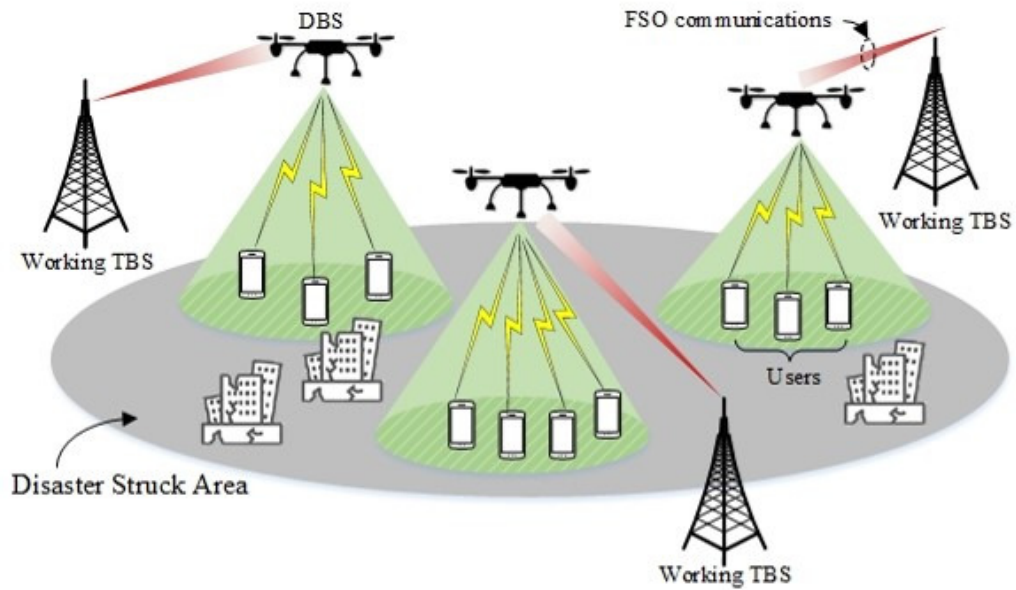 DBS
FSO communications
Working TBS
Working TBS
Users
Disaster Struck Area
Working TBS